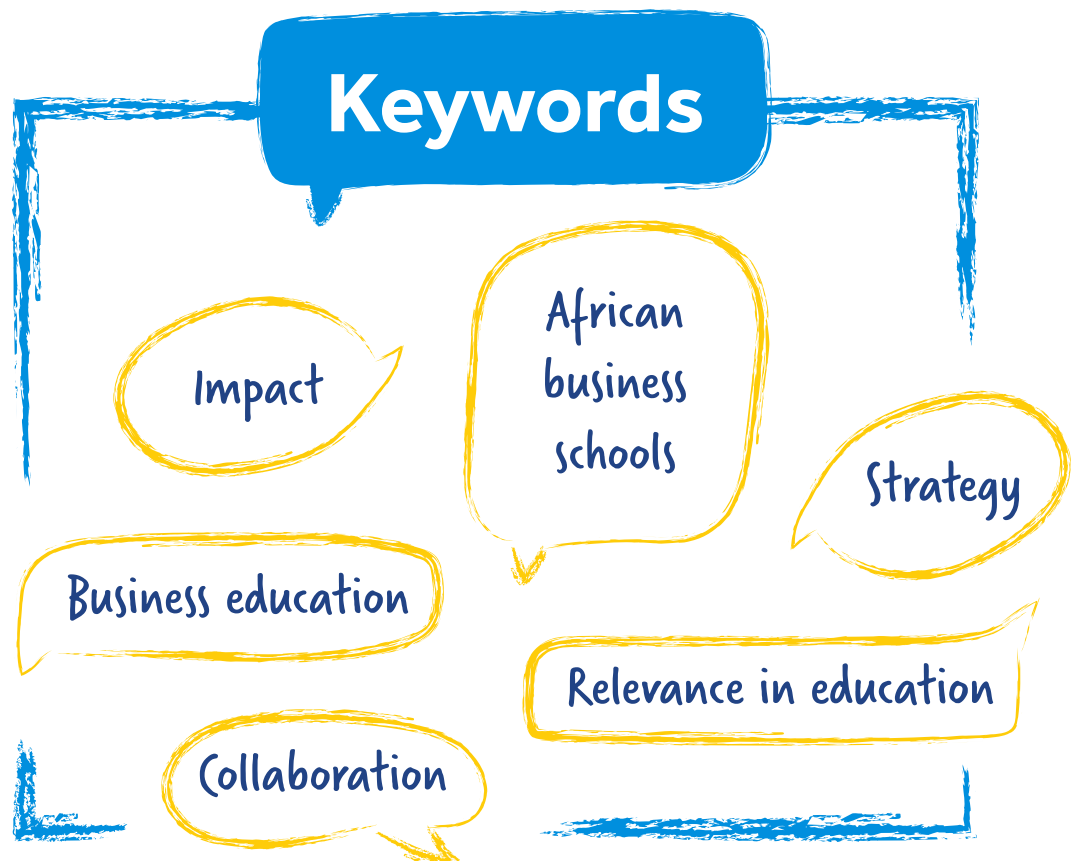 Keywords
Impact
African
business
schools
Strategy
Business education
Relevance in education
Collaboration